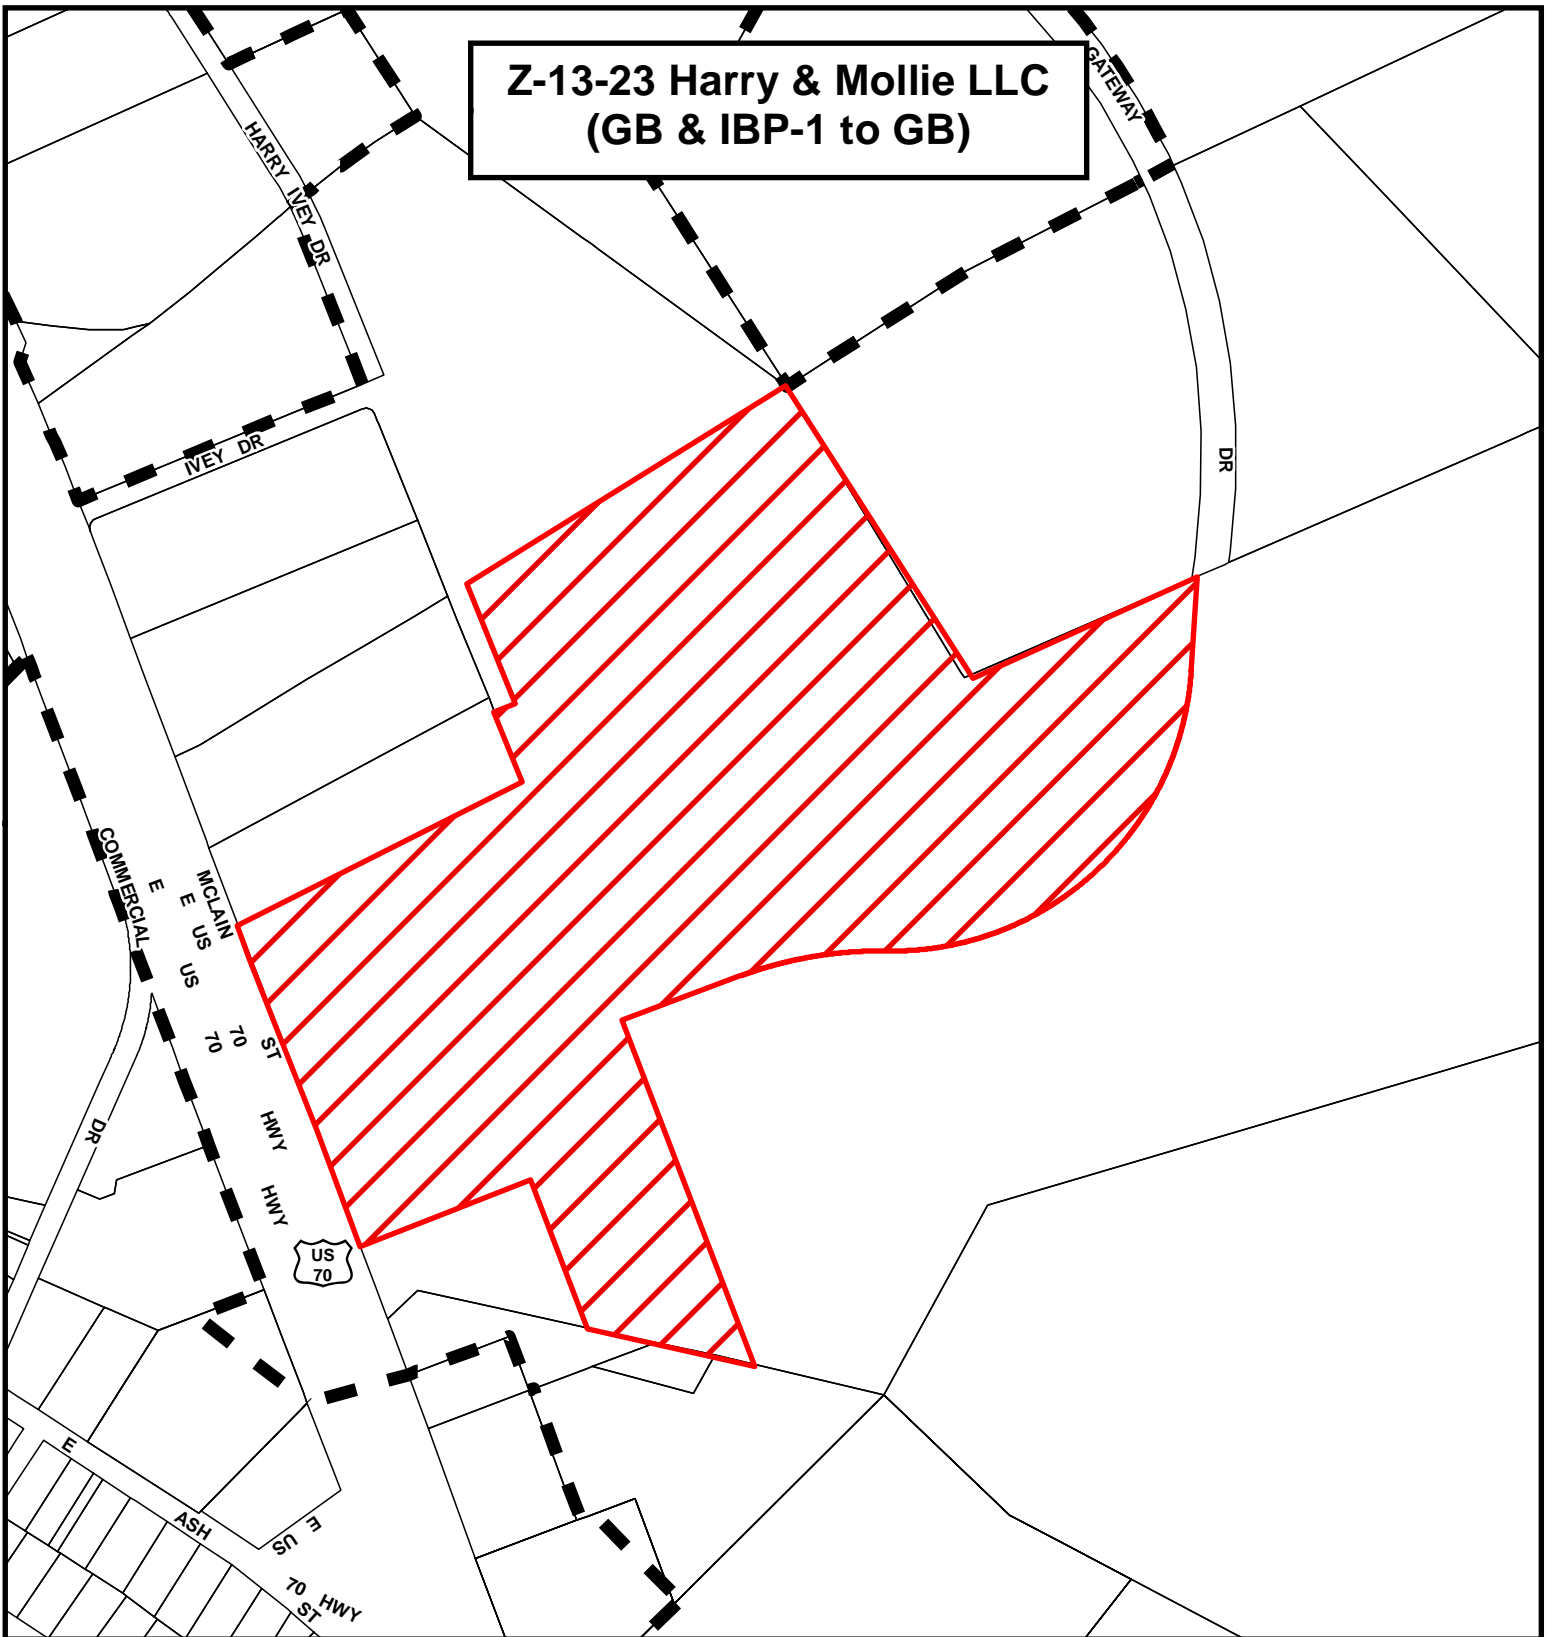 Z-13-23 Harry & Mollie LLC
(GB & IBP-1 to GB)
GATEWAY
DR
HARRY IVEY DR
IVEY DR
COMMERCIAL
DR
MCLAIN
ST
E US 70 HWY
E US 70 HWY
US
70
E ASH ST
E US 70 HWY